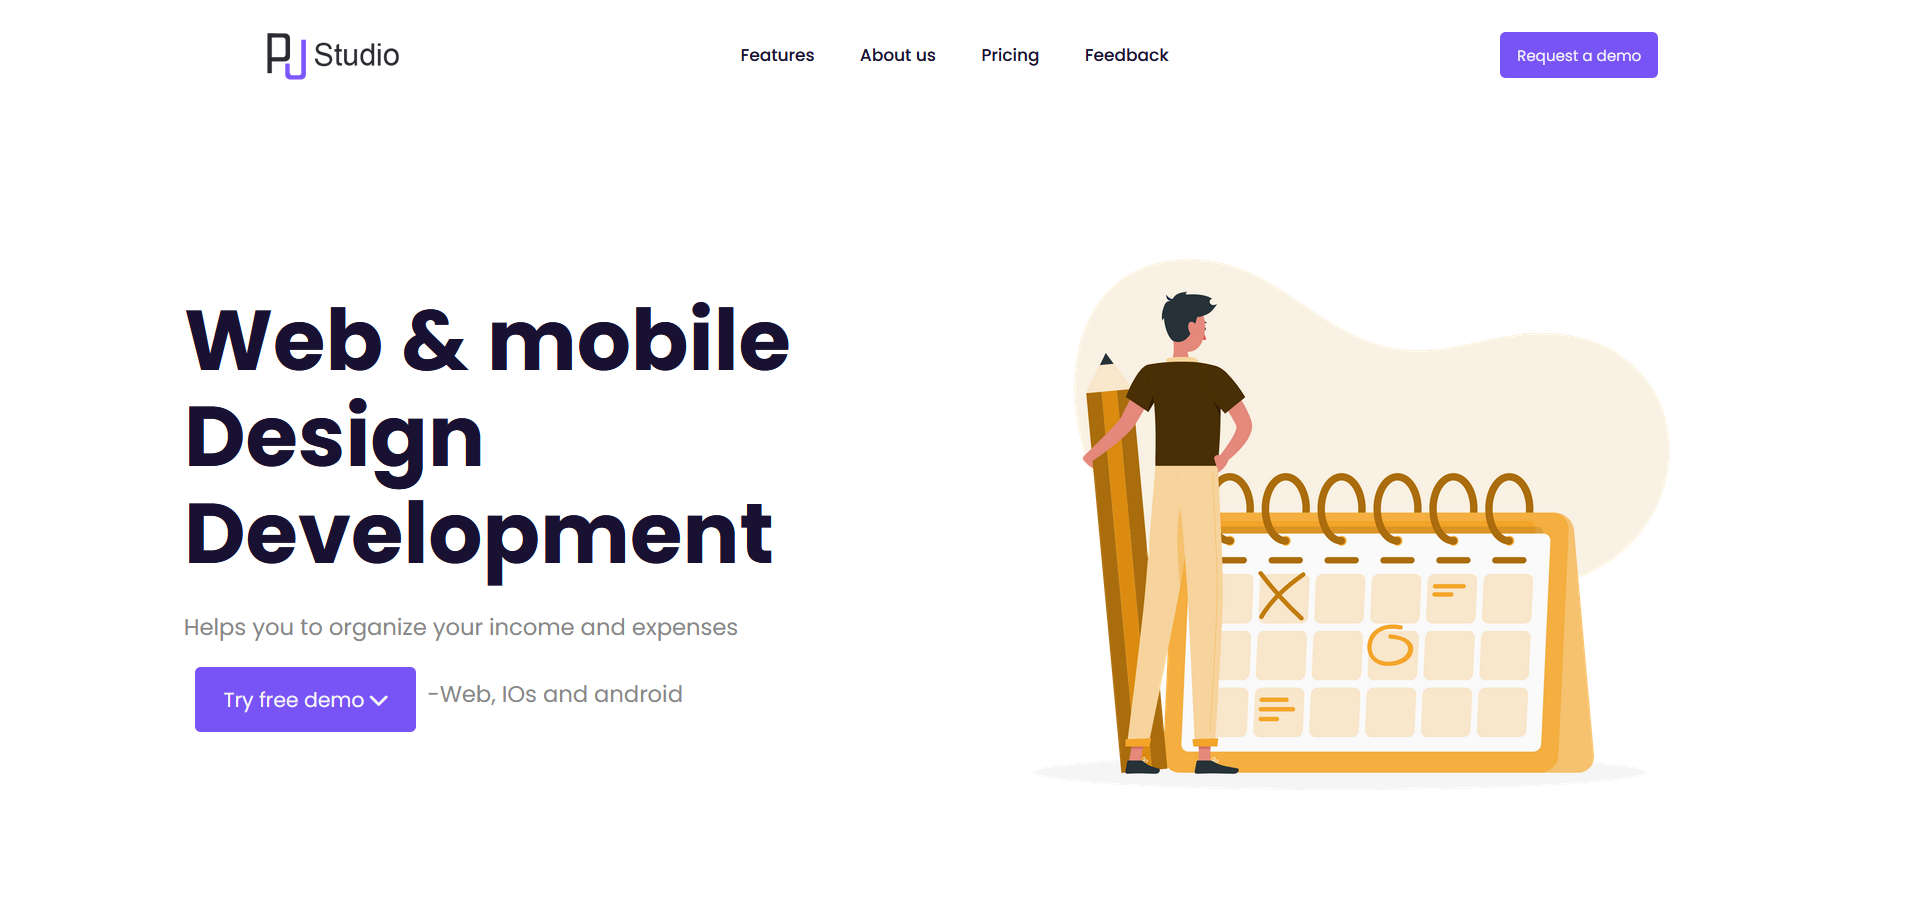 PJ Studio
Features
About us
Pricing
Feedback
Request a demo
Web & mobile
Design
Development
Helps you to organize your income and expenses
Try free demo
-Web, IOs and android